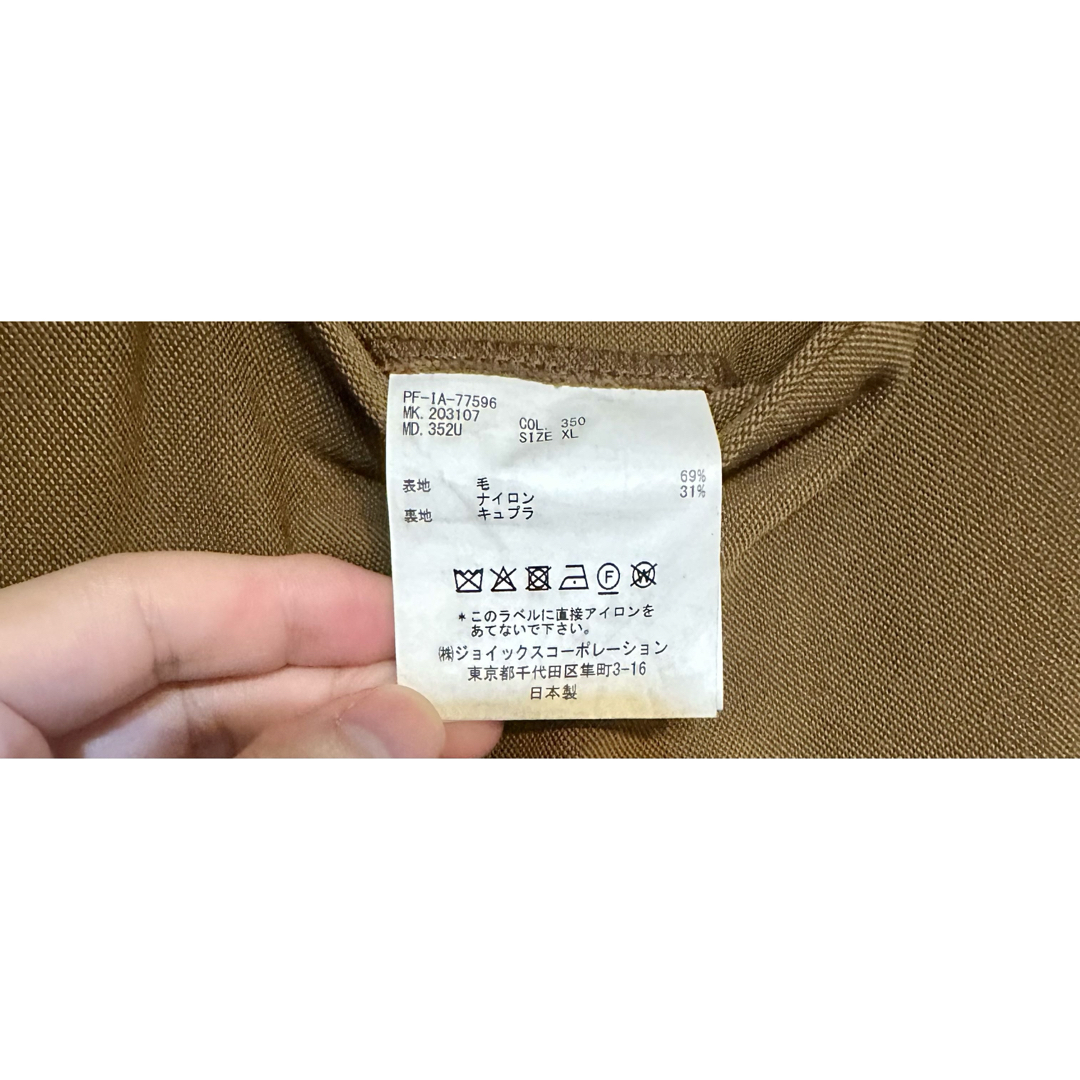 PF-IA-77596
MK. 203107
MD. 352U
COL. 350
SIZE XL
表地 毛 69%
ナイロン 31%
裏地 キュプラ
F W
＊このラベルに直接アイロンを
あてないで下さい。
㈱ジョイックスコーポレーション
東京都千代田区隼町3-16
日本製